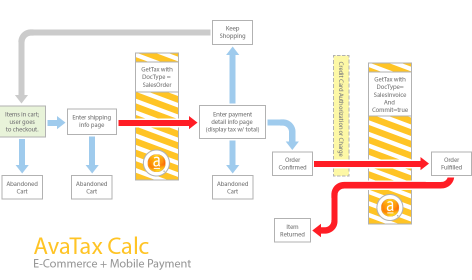 Keep
Shopping
GetTax with
DocType =
SalesOrder
GetTax with
DocType=
SalesInvoice
And
Commit=true
Credit Card Authorization or Charge
Items in cart;
user goes
to checkout.
Enter shipping
info page
Enter payment
detail info page
(display tax w/ total)
Order
Confirmed
Order
Fulfilled
Abandoned
Cart
Abandoned
Cart
Abandoned
Cart
a
a
Item
Returned
AvaTax Calc
E-Commerce + Mobile Payment